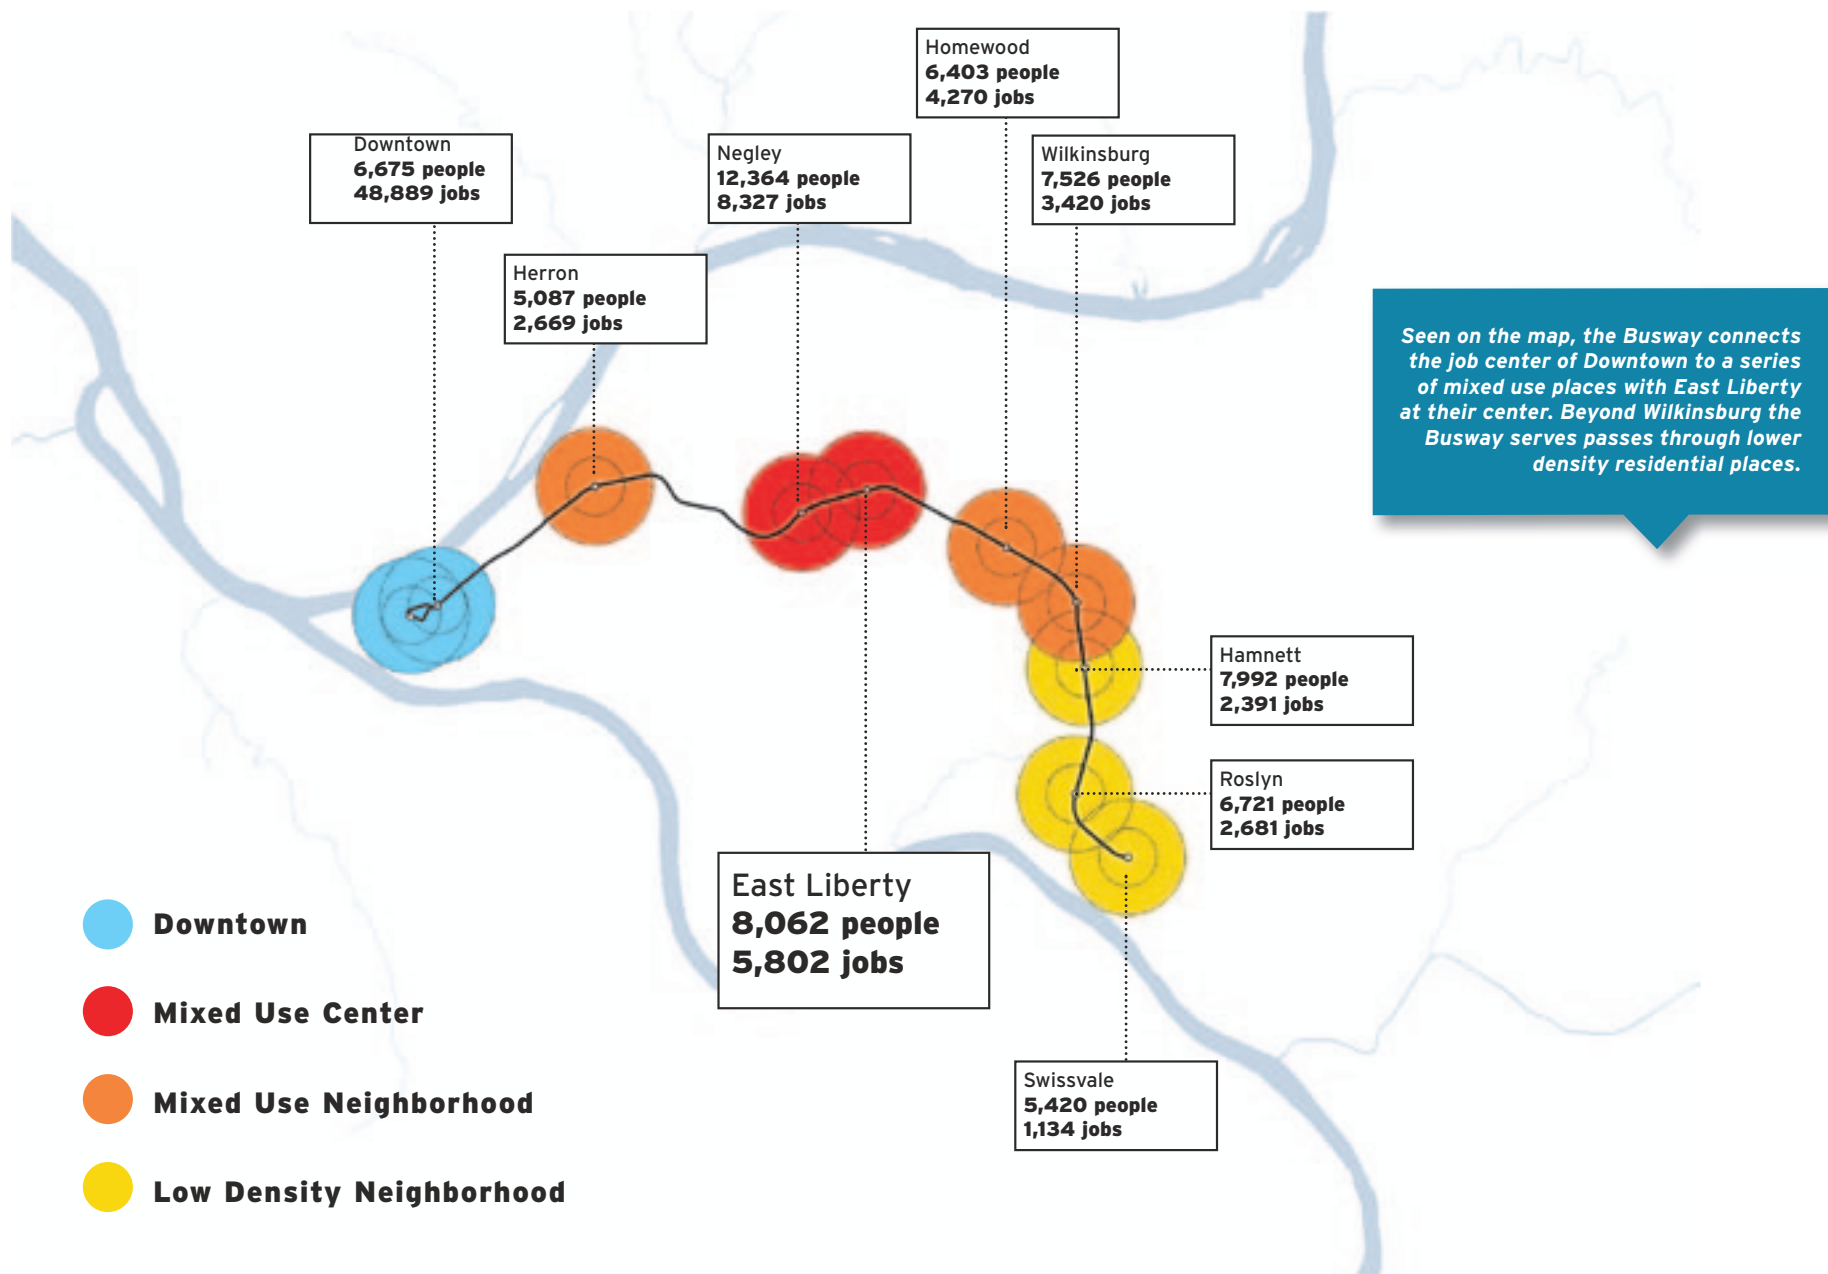 Homewood
6,403 people
4,270 jobs
Downtown
6,675 people
48,889 jobs
Negley
12,364 people
8,327 jobs
Wilkinsburg
7,526 people
3,420 jobs
Herron
5,087 people
2,669 jobs
Seen on the map, the Busway connects
the job center of Downtown to a series
of mixed use places with East Liberty
at their center. Beyond Wilkinsburg the
Busway serves passes through lower
density residential places.
Hamnett
7,992 people
2,391 jobs
Roslyn
6,721 people
2,681 jobs
East Liberty
8,062 people
5,802 jobs
Swissvale
5,420 people
1,134 jobs
Downtown
Mixed Use Center
Mixed Use Neighborhood
Low Density Neighborhood